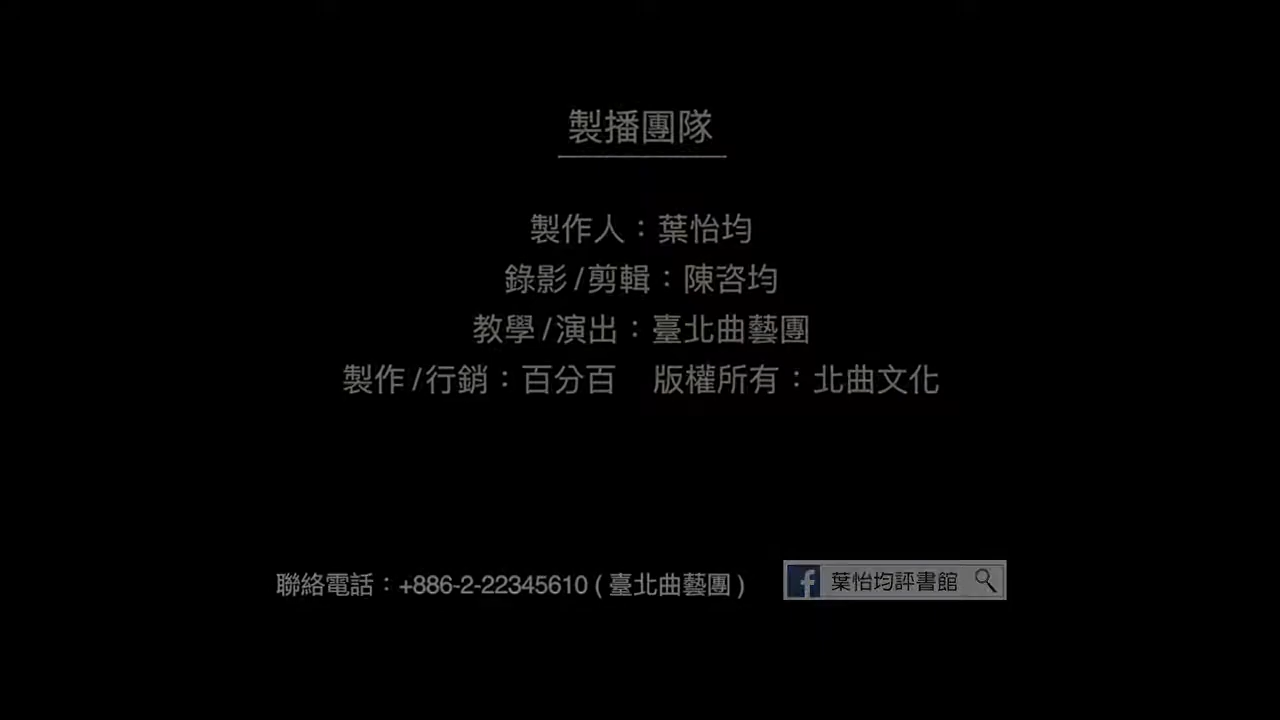 製播團隊
製作人：葉怡均
錄影/剪輯：陳咨均
教學/演出：臺北曲藝團
製作/行銷：百分百　版權所有：北曲文化
聯絡電話：+886-2-22345610 ( 臺北曲藝團 )
f 葉怡均評書館